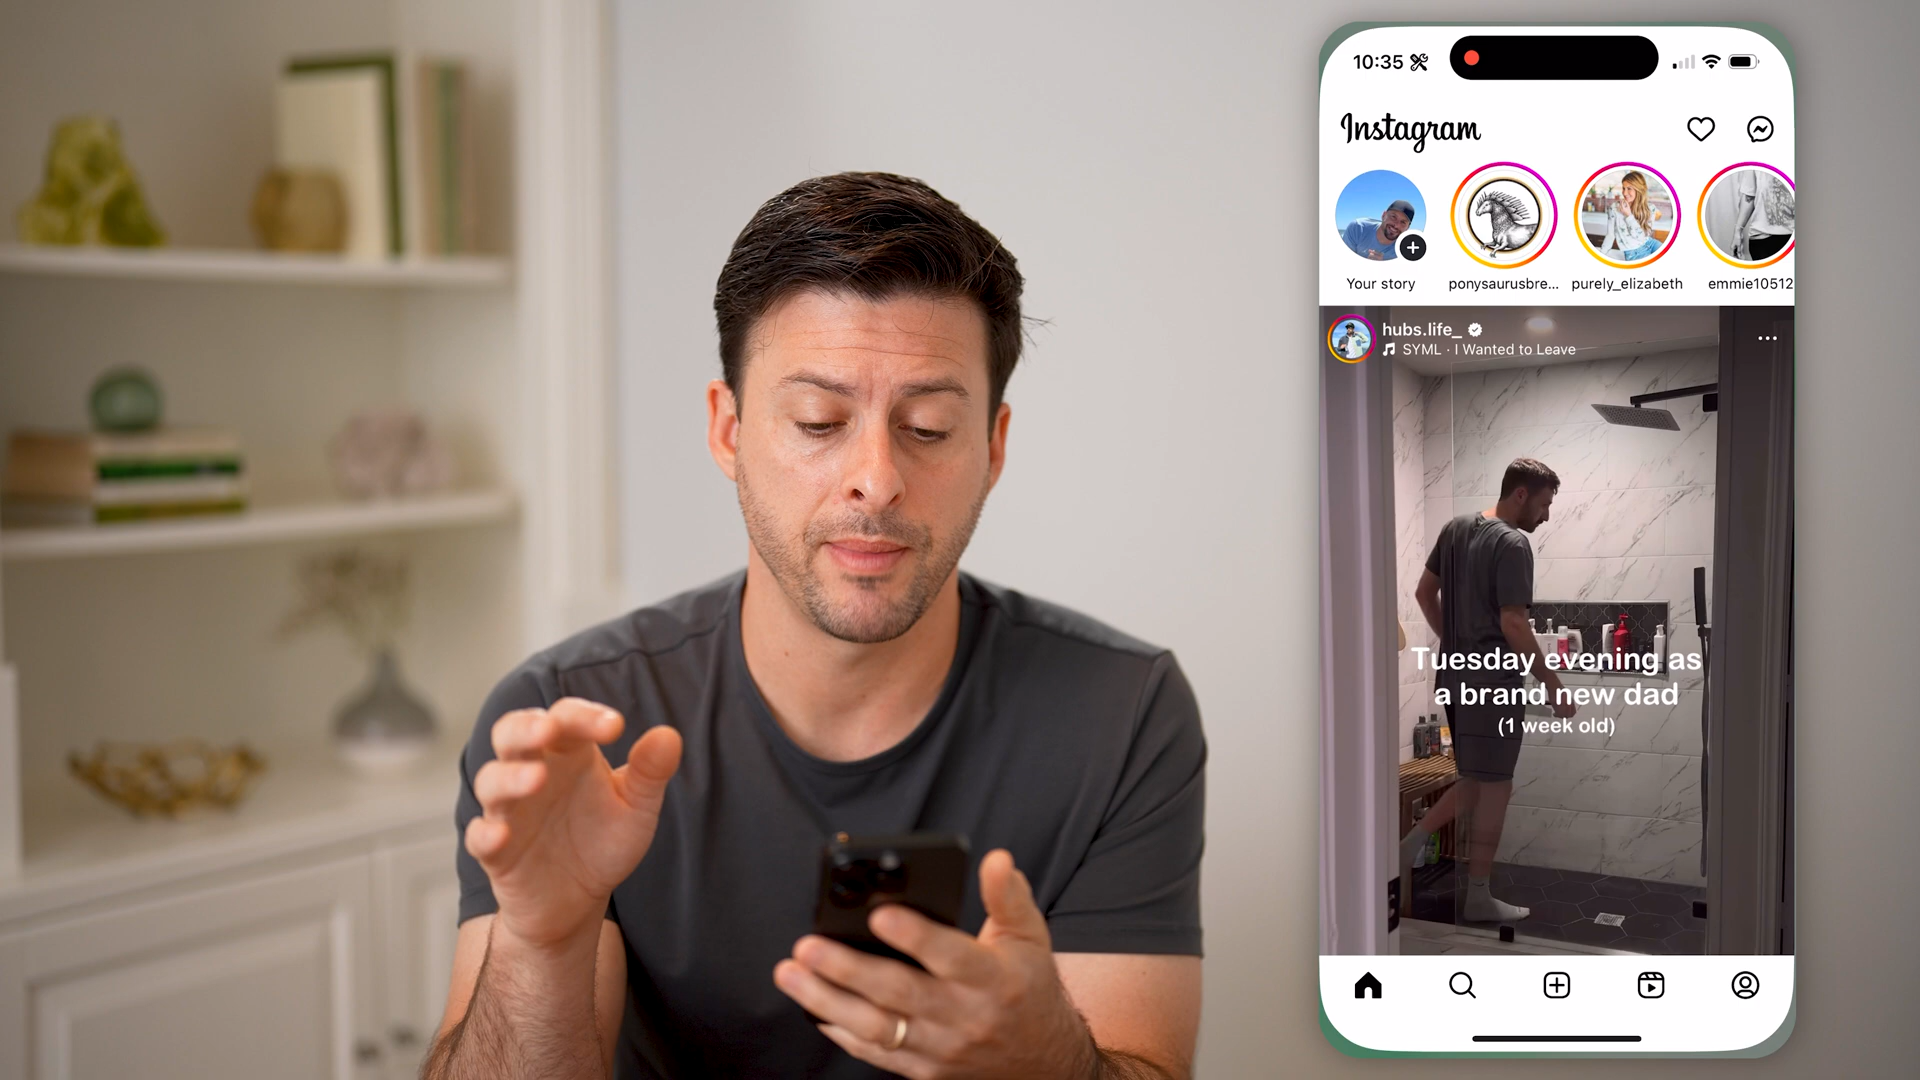 10:35
Instagram
Your story
ponysaurusbre...
purely_elizabeth
emmie10512
hubs.life_
SYML · I Wanted to Leave
Tuesday evening as
a brand new dad
(1 week old)